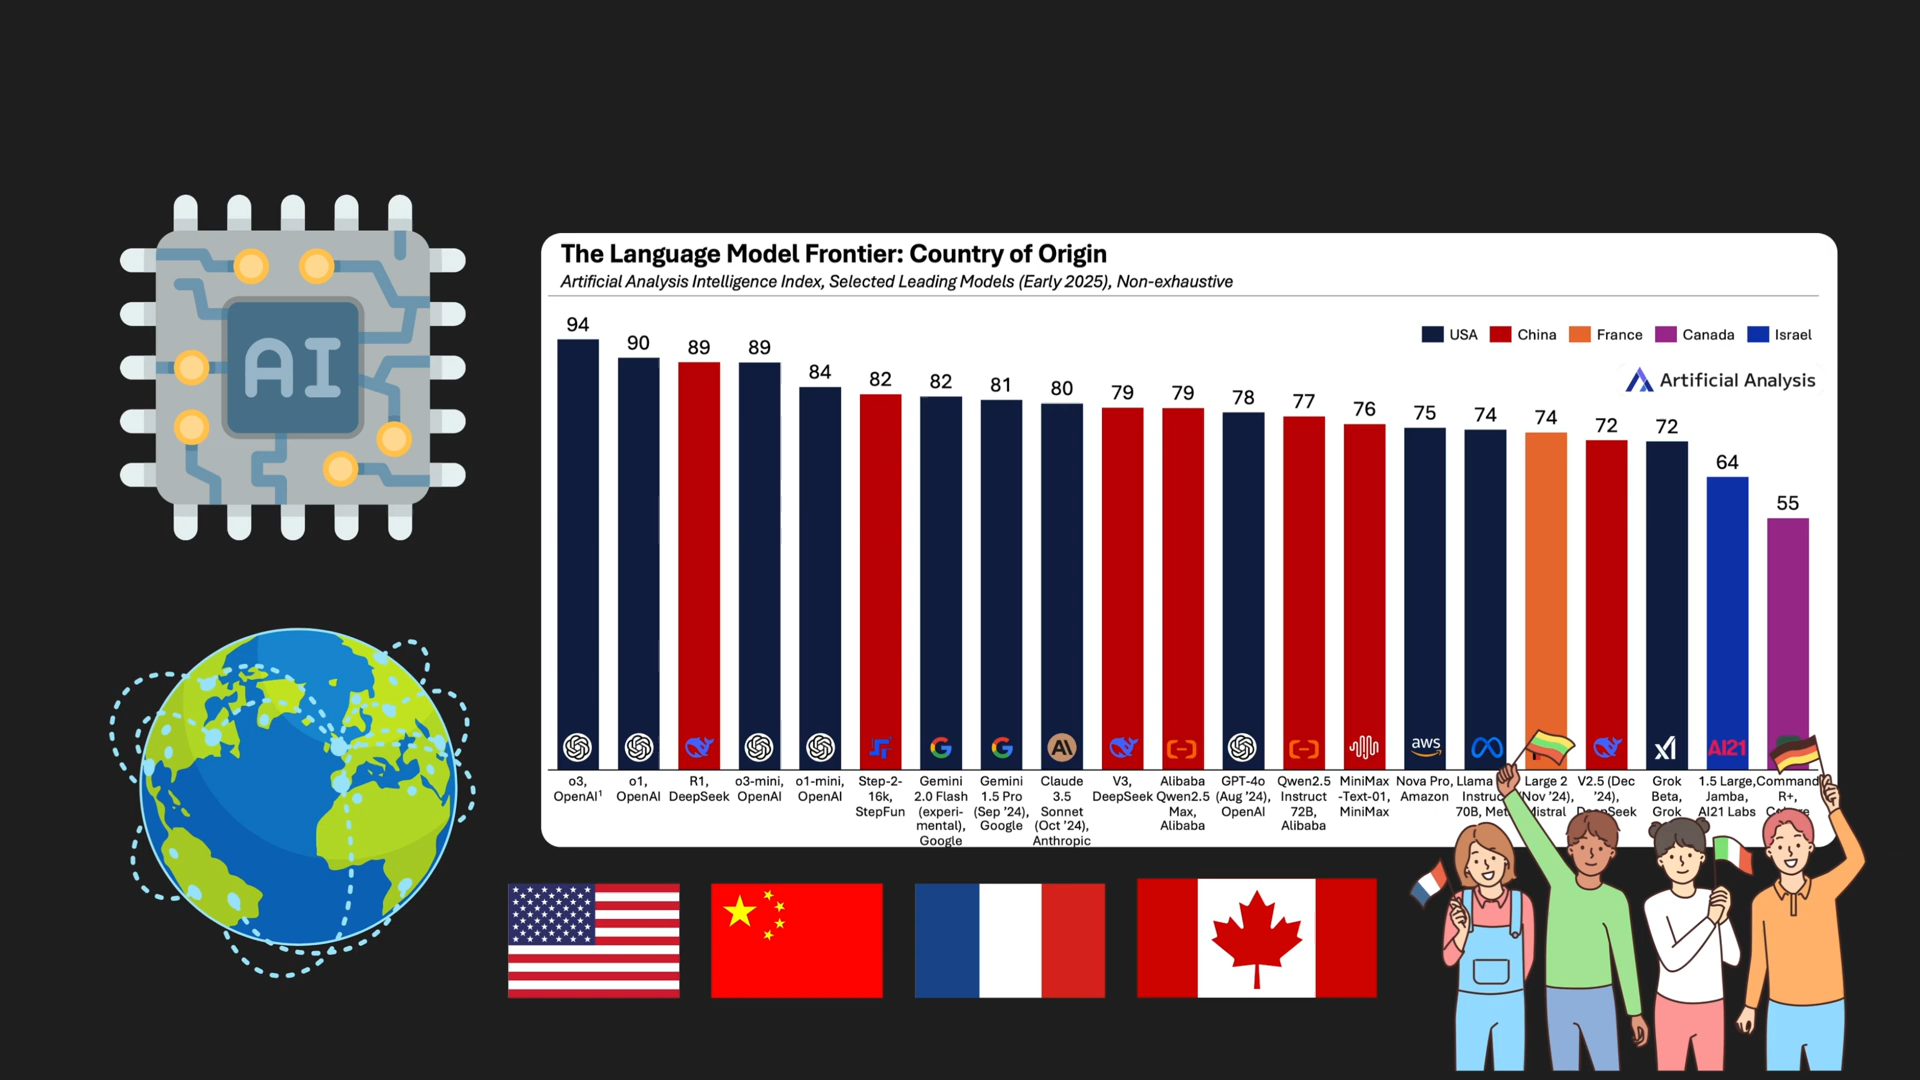 AI
The Language Model Frontier: Country of Origin
Artificial Analysis Intelligence Index, Selected Leading Models (Early 2025), Non-exhaustive
USA
China
France
Canada
Israel
Artificial Analysis
94
90
89
89
84
82
82
81
80
79
79
78
77
76
75
74
74
72
72
64
55
aws
AI21
o3,
OpenAI¹
o1,
OpenAI
R1,
DeepSeek
o3-mini,
OpenAI
o1-mini,
OpenAI
Step-2-
16k,
StepFun
Gemini
2.0 Flash
(experi-
mental),
Google
Gemini
1.5 Pro
(Sep ’24),
Google
Claude
3.5
Sonnet
(Oct ’24),
Anthropic
V3,
DeepSeek
Alibaba
Qwen2.5
Max,
Alibaba
GPT-4o
(Aug ’24),
OpenAI
Qwen2.5
Instruct
72B,
Alibaba
MiniMax
-Text-01,
MiniMax
Nova Pro,
Amazon
Llama
70B,
Large 2
(Nov ’24),
Mistral
V2.5 (Dec
’24),
DeepSeek
Grok
Beta,
Grok
1.5 Large,
Jamba,
AI21 Labs
Command
R+,